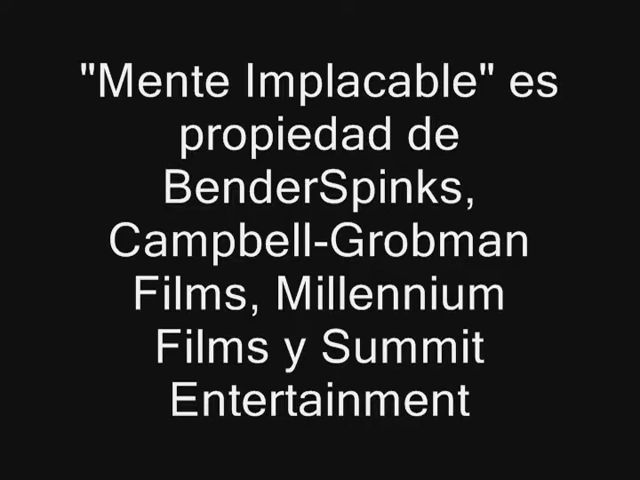 "Mente Implacable" es
propiedad de
BenderSpinks,
Campbell-Grobman
Films, Millennium
Films y Summit
Entertainment